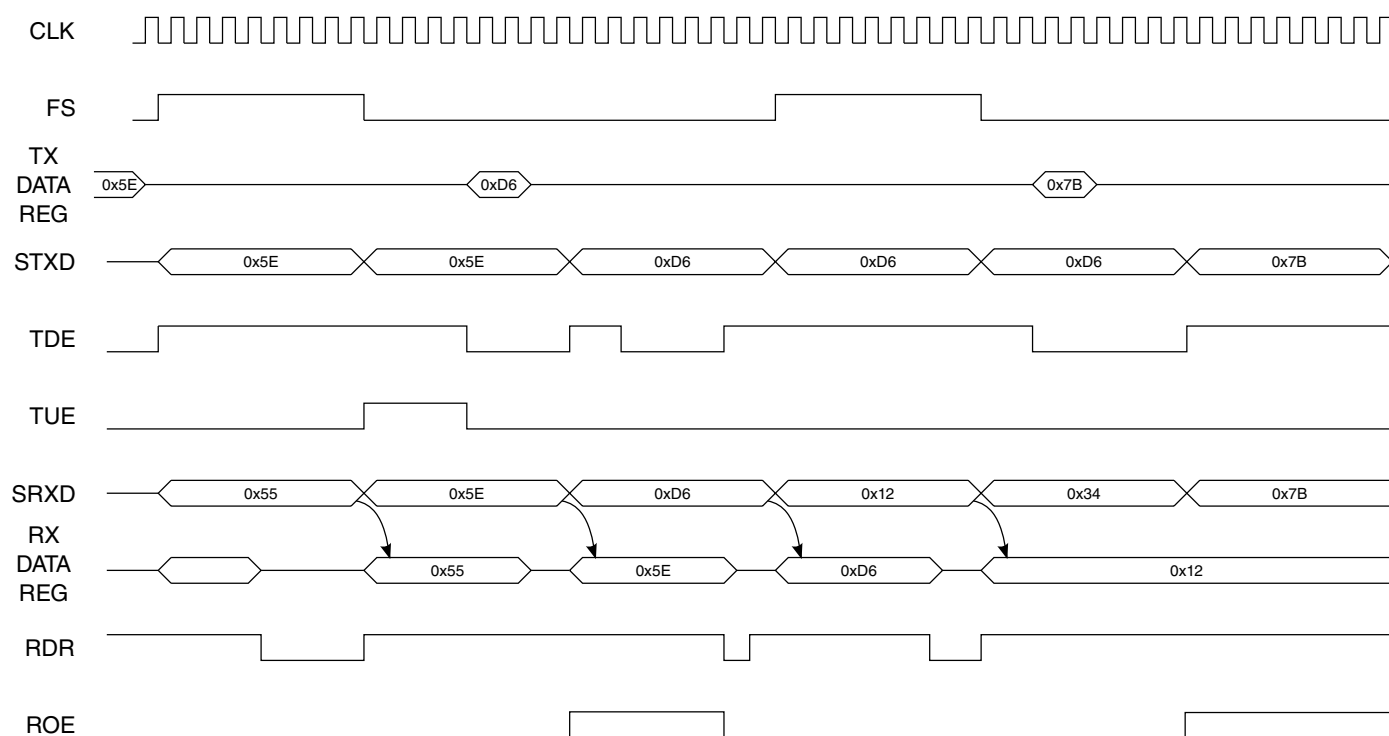 CLK
FS
TX
DATA
REG
0x5E
0xD6
0x7B
STXD
0x5E
0x5E
0xD6
0xD6
0xD6
0x7B
TDE
TUE
SRXD
0x55
0x5E
0xD6
0x12
0x34
0x7B
RX
DATA
REG
0x55
0x5E
0xD6
0x12
RDR
ROE